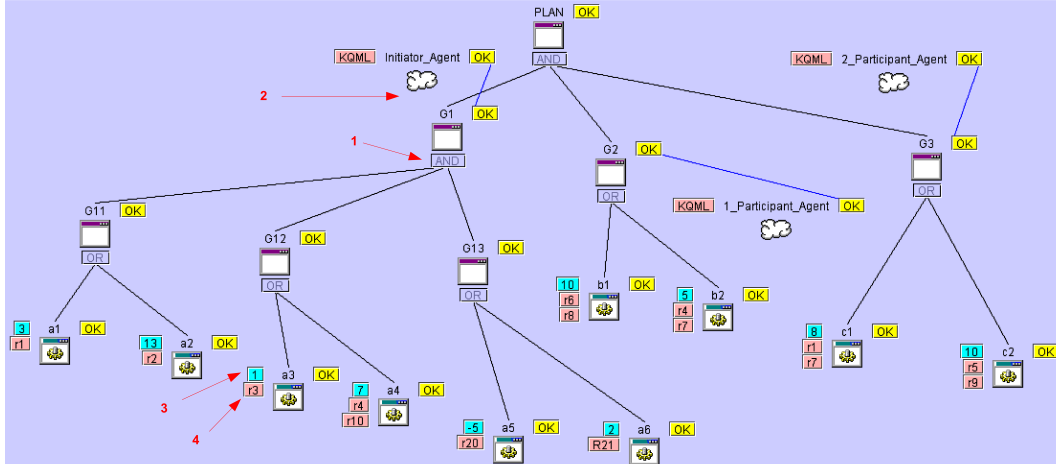 PLAN OK
KQML Initiator_Agent OK
AND
KQML 2_Participant_Agent OK
2
G1 OK
1
AND
G2 OK
OR
G3 OK
OR
KQML 1_Participant_Agent OK
G11 OK
OR
G12 OK
OR
G13 OK
OR
10 b1 OK
r6
r8
5 b2 OK
r4
r7
3 a1 OK
r1
13 a2 OK
r2
8 c1 OK
r1
r7
10 c2 OK
r5
r9
3
1 a3 OK
r3
4
7 a4 OK
r4
r10
-5 a5 OK
r20
2 a6 OK
R21